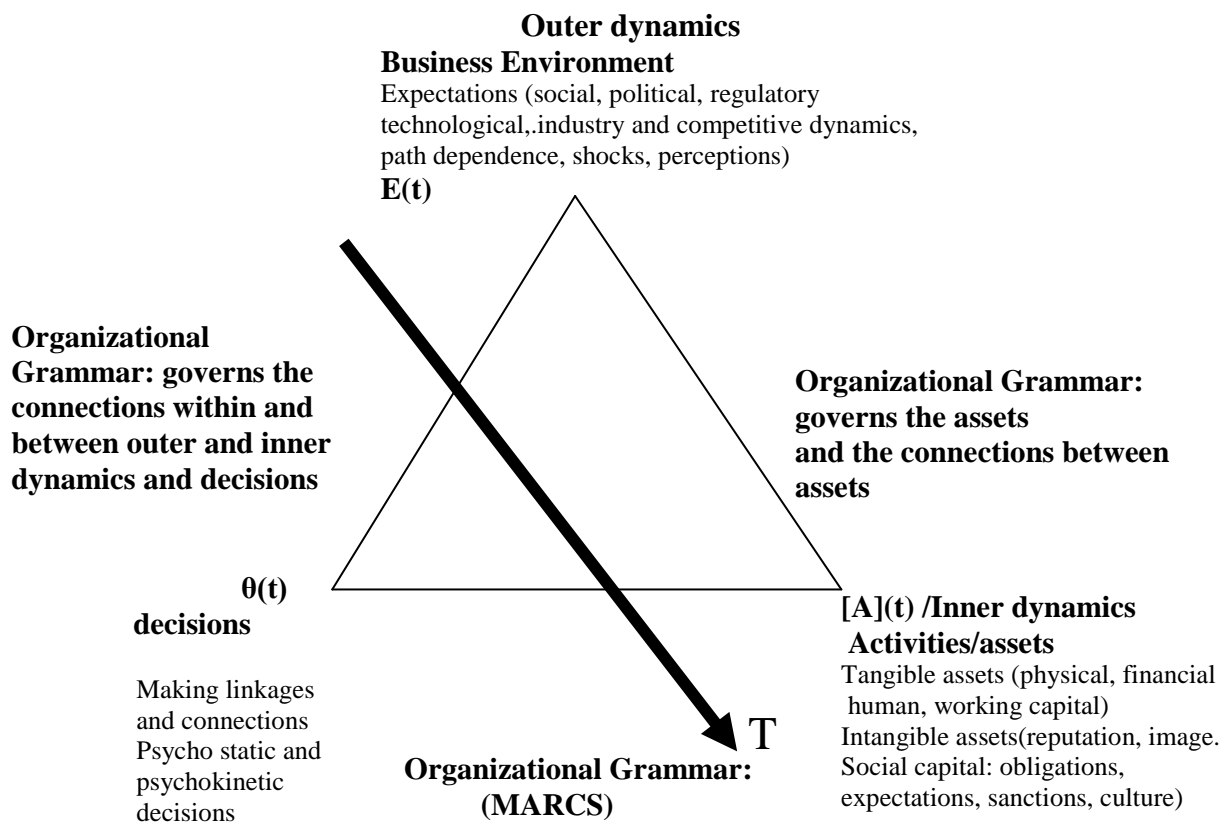 Outer dynamics
Business Environment
Expectations (social, political, regulatory
technological,.industry and competitive dynamics,
path dependence, shocks, perceptions)
E(t)
Organizational
Grammar: governs the
connections within and
between outer and inner
dynamics and decisions
Organizational Grammar:
governs the assets
and the connections between
assets
θ(t)
decisions
Making linkages
and connections
Psycho static and
psychokinetic
decisions
[A](t) /Inner dynamics
Activities/assets
Tangible assets (physical, financial
human, working capital)
Intangible assets(reputation, image.
Social capital: obligations,
expectations, sanctions, culture)
T
Organizational Grammar:
(MARCS)